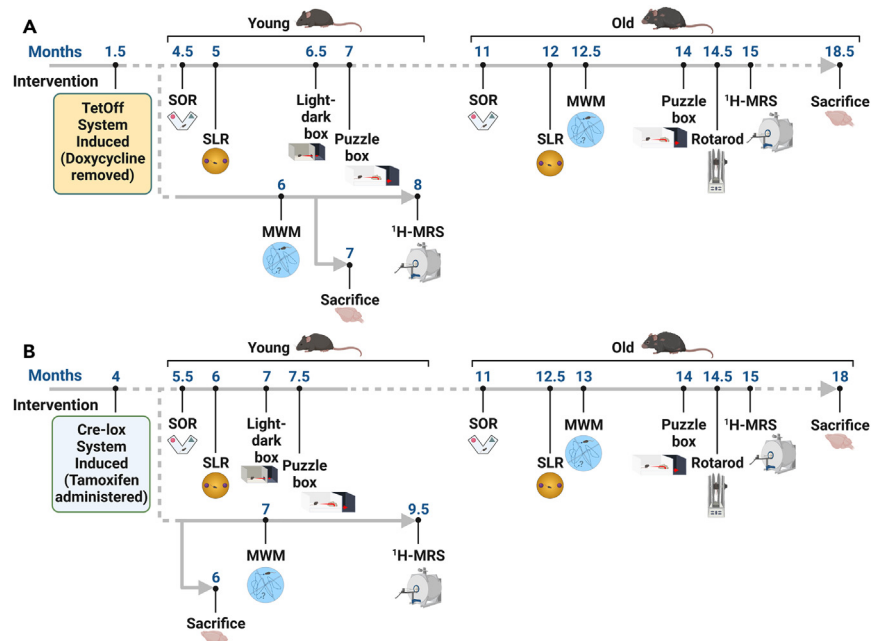 A
Young
Old
Months 1.5 4.5 5 6.5 7 11 12 12.5 14 14.5 15 18.5
Intervention
TetOff
System
Induced
(Doxycycline
removed)
SOR
SLR
Light-
dark
box
Puzzle
box
SOR
SLR
MWM
Puzzle
box
Rotarod
¹H-MRS
Sacrifice
6 8
MWM
¹H-MRS
7
Sacrifice
B
Young
Old
Months 4 5.5 6 7 7.5 11 12.5 13 14 14.5 15 18
Intervention
Cre-lox
System
Induced
(Tamoxifen
administered)
SOR
SLR
Light-
dark
box
Puzzle
box
SOR
SLR
MWM
Puzzle
box
Rotarod
¹H-MRS
Sacrifice
7 9.5
MWM
¹H-MRS
6
Sacrifice